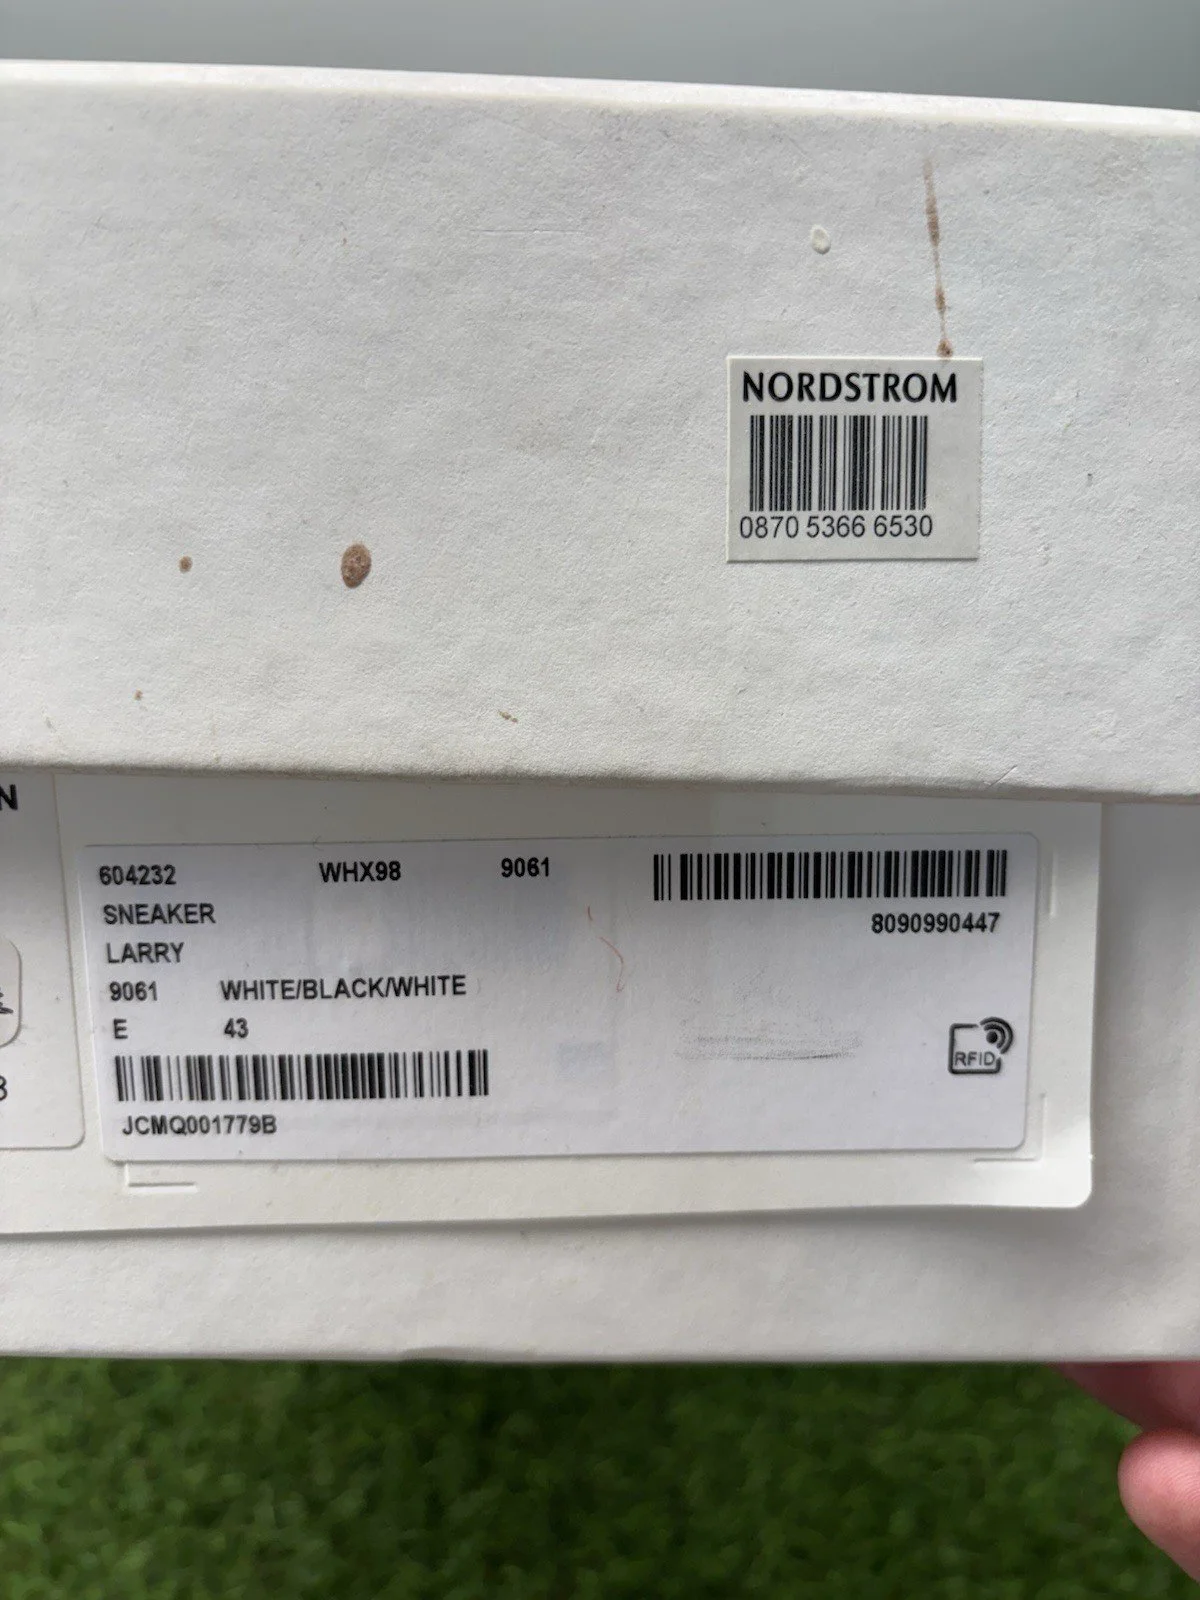 NORDSTROM
0870 5366 6530
N
604232 WHX98 9061
SNEAKER
8090990447
LARRY
9061 WHITE/BLACK/WHITE
E 43
RFID
JCMQ001779B